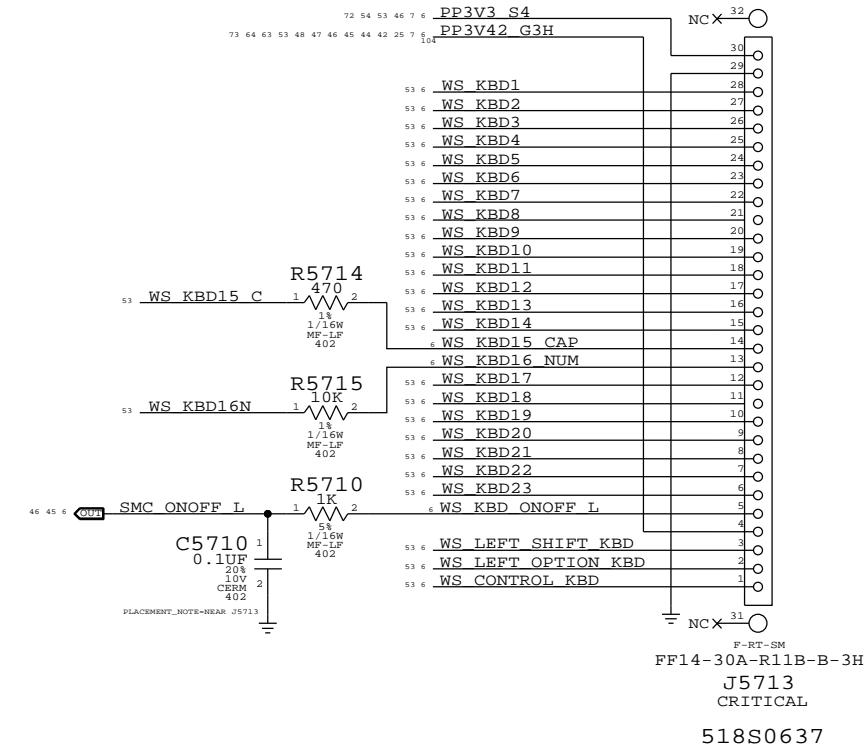 72 54 53 46 7 6 PP3V3_S4
NC 32
73 64 63 53 48 47 46 45 44 42 25 7 6 PP3V42_G3H
104
30
29
53 6 WS_KBD1 28
53 6 WS_KBD2 27
53 6 WS_KBD3 26
53 6 WS_KBD4 25
53 6 WS_KBD5 24
53 6 WS_KBD6 23
53 6 WS_KBD7 22
53 6 WS_KBD8 21
53 6 WS_KBD9 20
53 6 WS_KBD10 19
53 6 WS_KBD11 18
53 6 WS_KBD12 17
53 6 WS_KBD13 16
53 6 WS_KBD14 15
R5714
470
53 WS_KBD15_C 1 2
1%
1/16W
MF-LF
402
6 WS_KBD15_CAP 14
6 WS_KBD16_NUM 13
53 6 WS_KBD17 12
53 6 WS_KBD18 11
53 6 WS_KBD19 10
53 6 WS_KBD20 9
53 6 WS_KBD21 8
53 6 WS_KBD22 7
53 6 WS_KBD23 6
R5715
10K
53 WS_KBD16N 1 2
1%
1/16W
MF-LF
402
R5710
1K
46 45 6 OUT SMC_ONOFF_L 1 2 6 WS_KBD_ONOFF_L 5
5%
1/16W
MF-LF
402
4
C5710 1
0.1UF
20%
10V 2
CERM
402
PLACEMENT_NOTE=NEAR J5713
53 6 WS_LEFT_SHIFT_KBD 3
53 6 WS_LEFT_OPTION_KBD 2
53 6 WS_CONTROL_KBD 1
NC 31
F-RT-SM
FF14-30A-R11B-B-3H
J5713
CRITICAL
518S0637